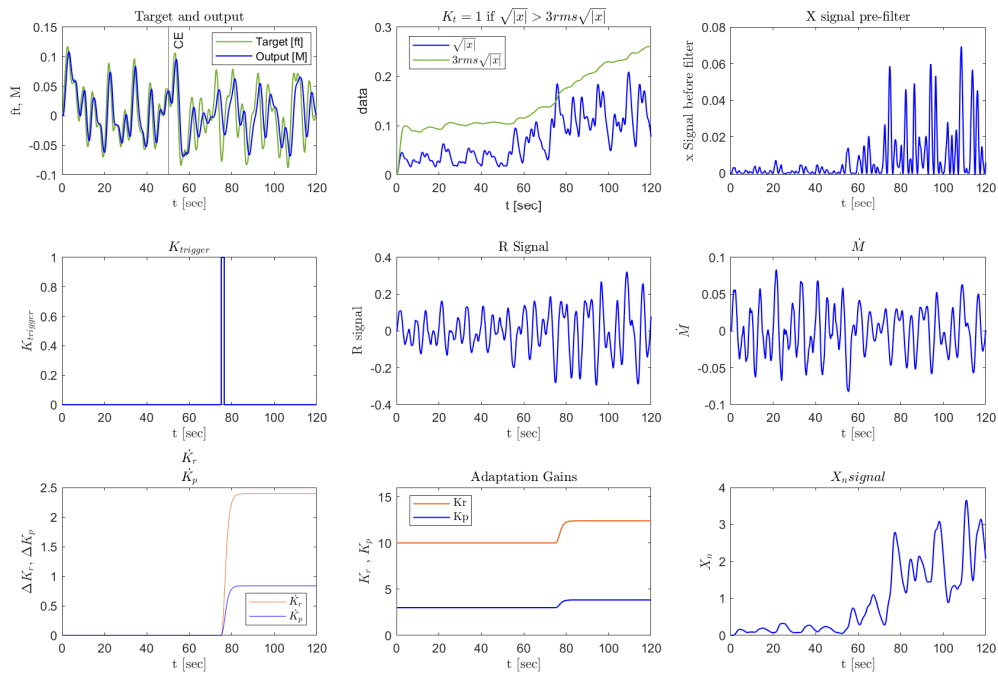 Target and output
0.15
0.1
0.05
0
-0.05
-0.1
ft, M
CE
Target [ft]
Output [M]
0 20 40 60 80 100 120
t [sec]
K_t = 1 if √|x| > 3rms√|x|
0.3
0.2
0.1
0
data
√|x|
3rms√|x|
0 20 40 60 80 100 120
t [sec]
X signal pre-filter
0.08
0.06
0.04
0.02
0
x Signal before filter
0 20 40 60 80 100 120
t [sec]
K_trigger
1
0.8
0.6
0.4
0.2
0
K_trigger
0 20 40 60 80 100 120
t [sec]
R Signal
0.4
0.2
0
-0.2
-0.4
R signal
0 20 40 60 80 100 120
t [sec]
Ṁ
0.1
0.05
0
-0.05
-0.1
Ṁ
0 20 40 60 80 100 120
t [sec]
K̇_r
K̇_p
2.5
2
1.5
1
0.5
0
ΔK_r, ΔK_p
K̇_r
K̇_p
0 20 40 60 80 100 120
t [sec]
Adaptation Gains
15
10
5
0
K_r , K_p
Kr
Kp
0 20 40 60 80 100 120
t [sec]
X_n signal
4
3
2
1
0
X_n
0 20 40 60 80 100 120
t [sec]